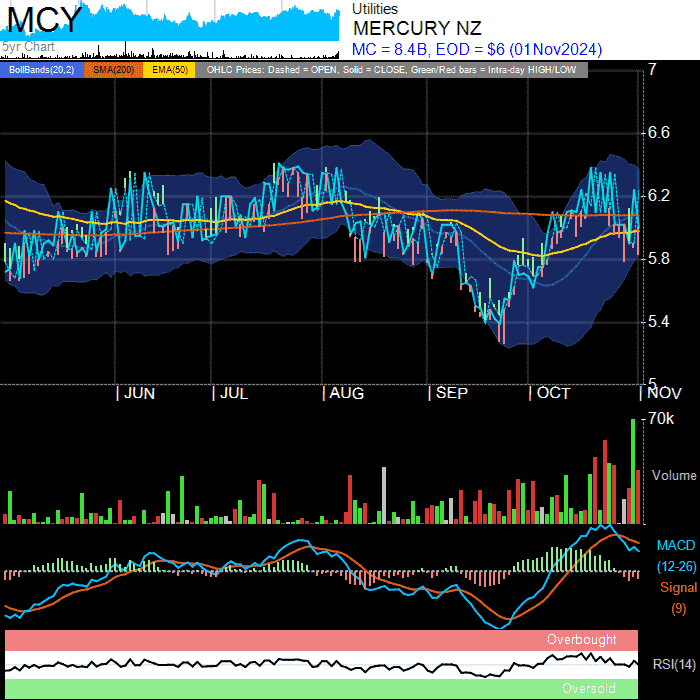 MCY
Utilities
MERCURY NZ
5yr Chart
MC = 8.4B, EOD = $6 (01Nov2024)
BollBands(20,2) SMA(200) EMA(50) OHLC Prices: Dashed = OPEN, Solid = CLOSE, Green/Red bars = Intra-day HIGH/LOW
7
6.6
6.2
5.8
5.4
5
| JUN | JUL | AUG | SEP | OCT | NOV
70k
Volume
MACD
(12-26)
Signal
(9)
Overbought
RSI(14)
Oversold